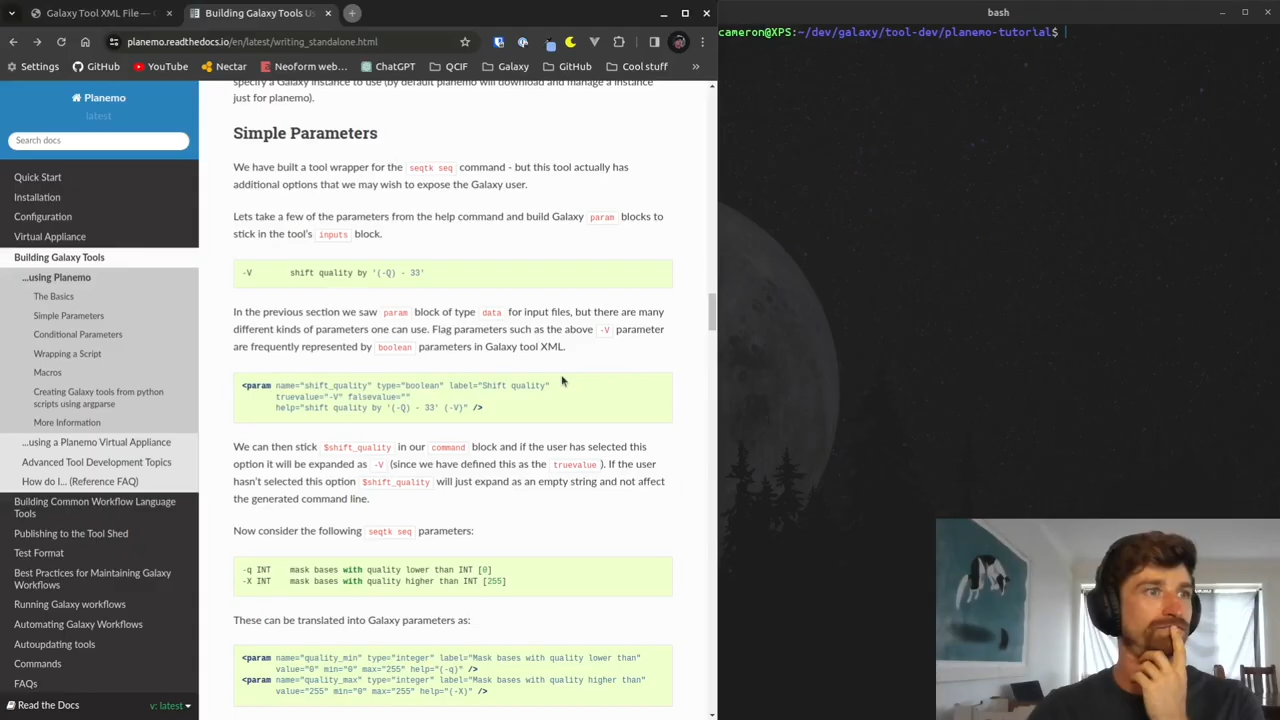 Galaxy Tool XML File —
Building Galaxy Tools Us
bash
planemo.readthedocs.io/en/latest/writing_standalone.html
cameron@XPS:~/dev/galaxy/tool-dev/planemo-tutorial$
Settings
GitHub
YouTube
Nectar
Neoform web...
ChatGPT
QCIF
Galaxy
GitHub
Cool stuff
»
Planemo
latest
Search docs
Quick Start
Installation
Configuration
Virtual Appliance
Building Galaxy Tools
...using Planemo
The Basics
Simple Parameters
Conditional Parameters
Wrapping a Script
Macros
Creating Galaxy tools from python
scripts using argparse
More Information
...using a Planemo Virtual Appliance
Advanced Tool Development Topics
How do I... (Reference FAQ)
Building Common Workflow Language
Tools
Publishing to the Tool Shed
Test Format
Best Practices for Maintaining Galaxy
Workflows
Running Galaxy workflows
Automating Galaxy Workflows
Autoupdating tools
Commands
FAQs
Read the Docs
v: latest
specify a Galaxy instance to use (by default planemo will download and manage a instance
just for planemo).
Simple Parameters
We have built a tool wrapper for the seqtk seq command - but this tool actually has
additional options that we may wish to expose the Galaxy user.
Lets take a few of the parameters from the help command and build Galaxy param blocks to
stick in the tool's inputs block.
-V shift quality by '(-Q) - 33'
In the previous section we saw param block of type data for input files, but there are many
different kinds of parameters one can use. Flag parameters such as the above -V parameter
are frequently represented by boolean parameters in Galaxy tool XML.
<param name="shift_quality" type="boolean" label="Shift quality"
truevalue="-V" falsevalue=""
help="shift quality by '(-Q) - 33' (-V)" />
We can then stick $shift_quality in our command block and if the user has selected this
option it will be expanded as -V (since we have defined this as the truevalue ). If the user
hasn't selected this option $shift_quality will just expand as an empty string and not affect
the generated command line.
Now consider the following seqtk seq parameters:
-q INT mask bases with quality lower than INT [0]
-X INT mask bases with quality higher than INT [255]
These can be translated into Galaxy parameters as:
<param name="quality_min" type="integer" label="Mask bases with quality lower than"
value="0" min="0" max="255" help="(-q)" />
<param name="quality_max" type="integer" label="Mask bases with quality higher than"
value="255" min="0" max="255" help="(-X)" />